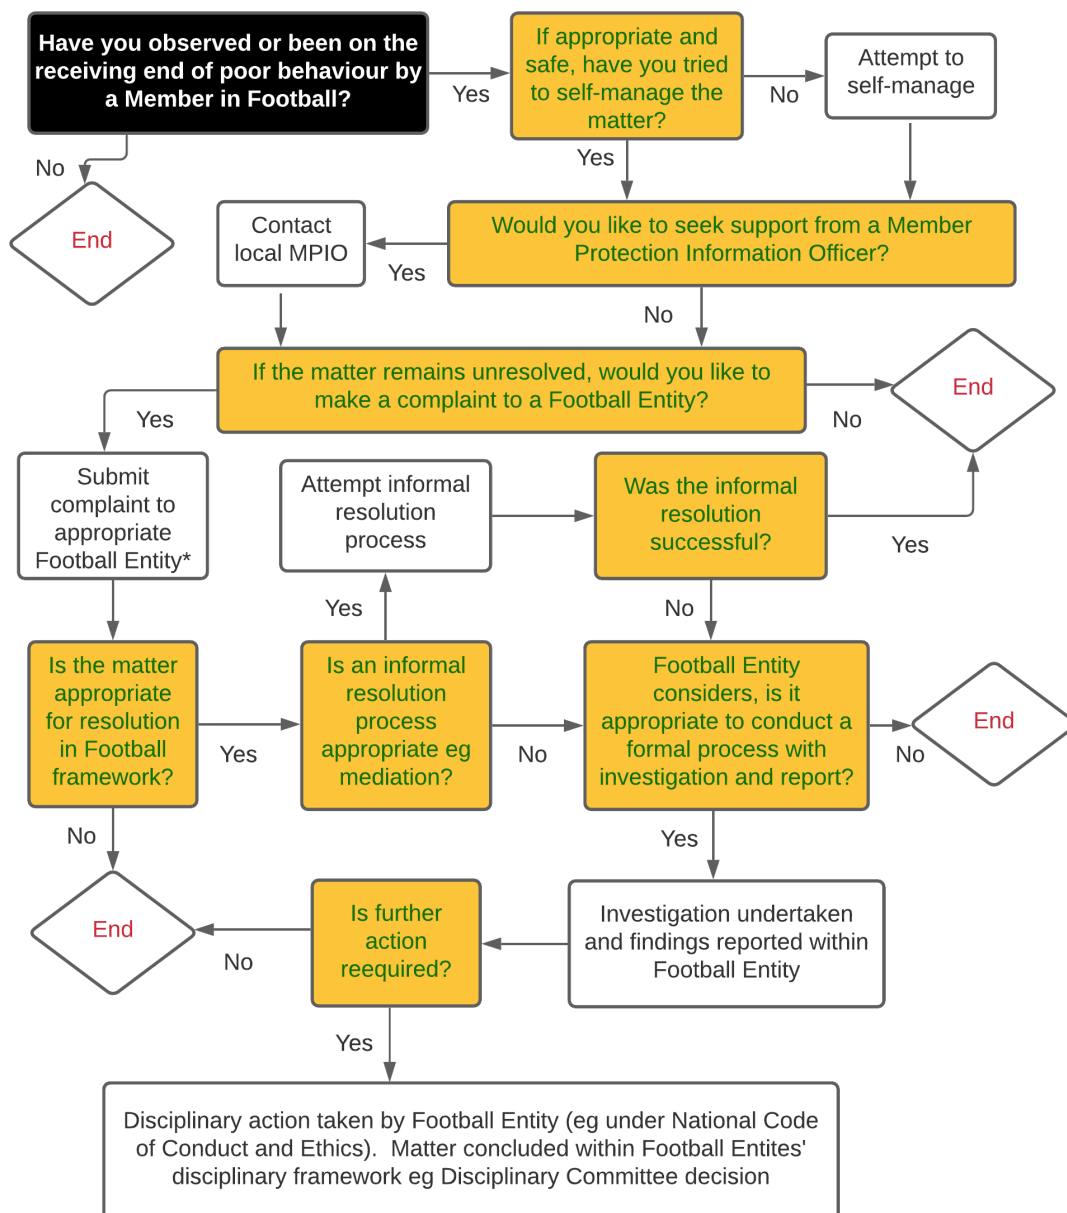 Have you observed or been on the
receiving end of poor behaviour by
a Member in Football?
Yes
If appropriate and
safe, have you tried
to self-manage the
matter?
No
Attempt to
self-manage
No
End
Yes
Contact
local MPIO
Yes
Would you like to seek support from a Member
Protection Information Officer?
No
If the matter remains unresolved, would you like to
make a complaint to a Football Entity?
No
End
Yes
Submit
complaint to
appropriate
Football Entity*
Attempt informal
resolution
process
Was the informal
resolution
successful?
Yes
Yes
No
Is the matter
appropriate
for resolution
in Football
framework?
Yes
Is an informal
resolution
process
appropriate eg
mediation?
No
Football Entity
considers, is it
appropriate to conduct a
formal process with
investigation and report?
No
End
No
Yes
End
No
Is further
action
reequired?
Investigation undertaken
and findings reported within
Football Entity
Yes
Disciplinary action taken by Football Entity (eg under National Code
of Conduct and Ethics).  Matter concluded within Football Entites'
disciplinary framework eg Disciplinary Committee decision